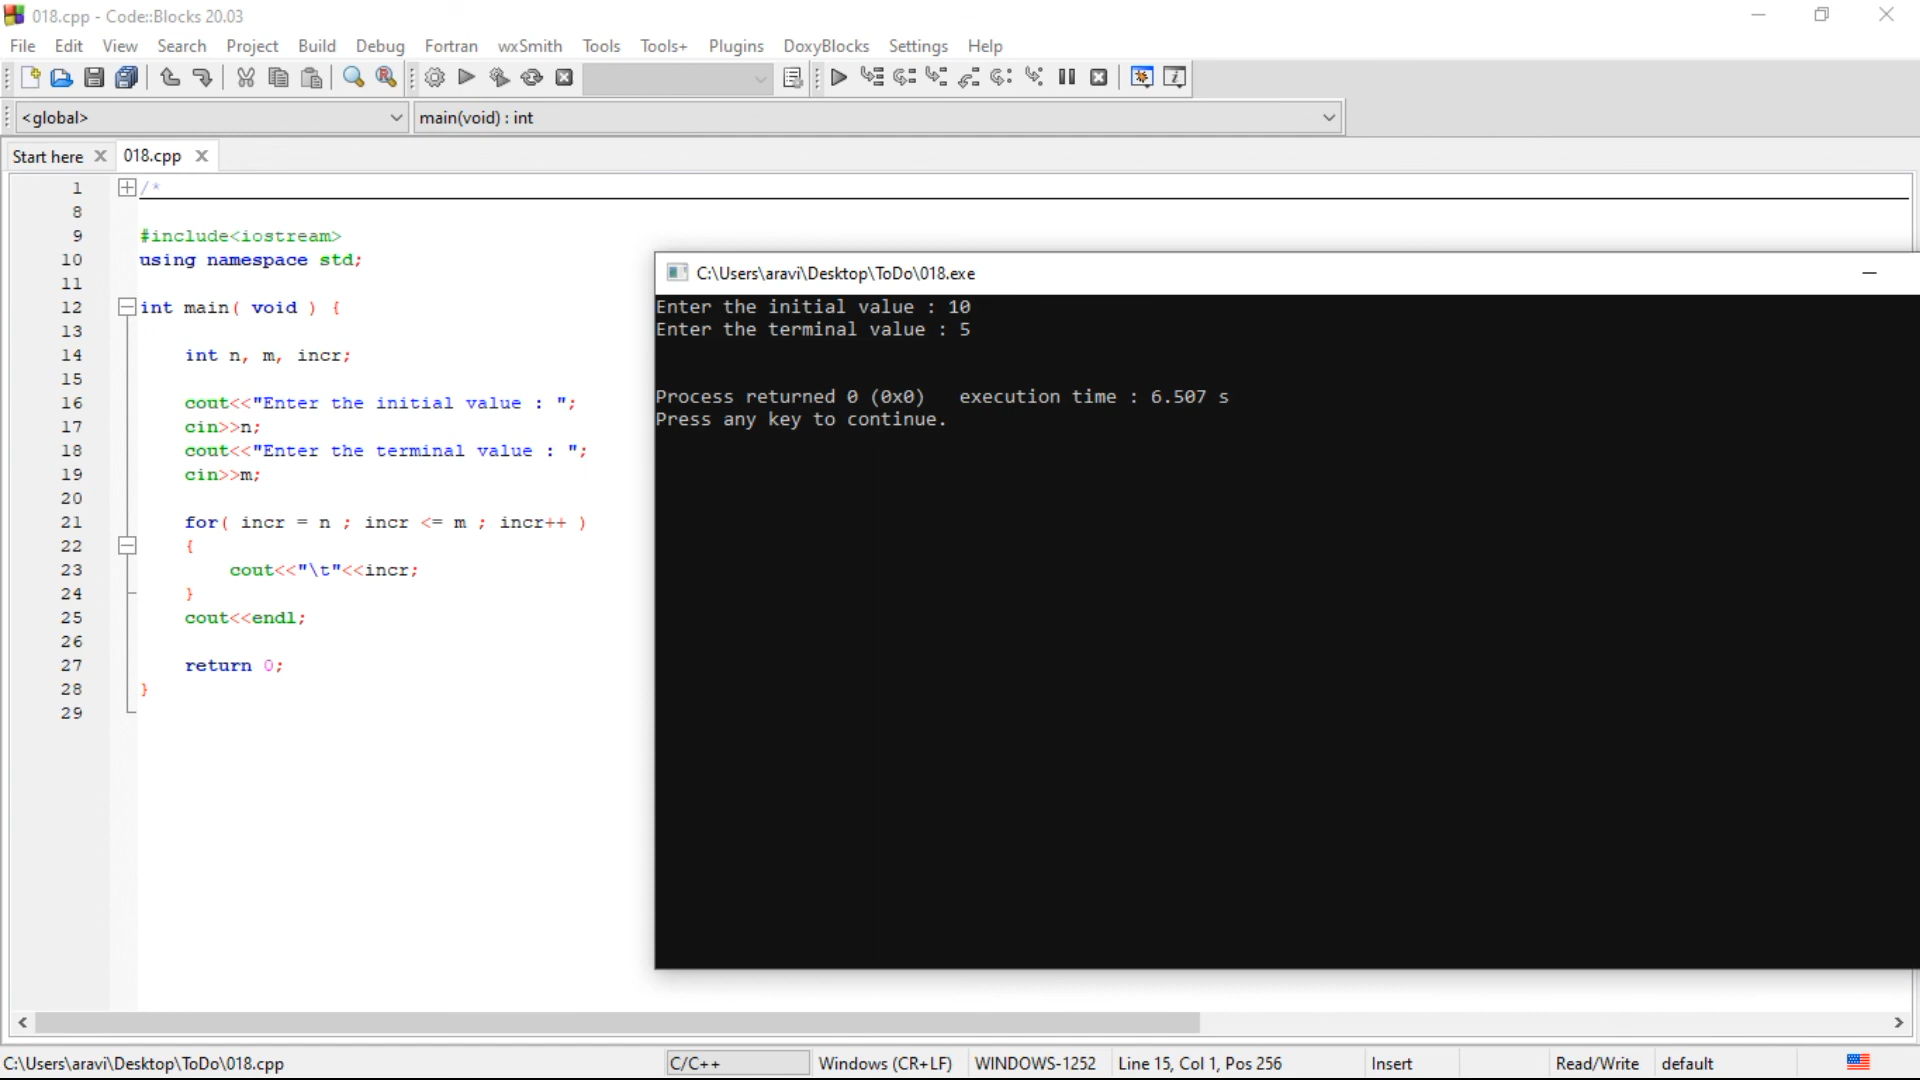 018.cpp - Code::Blocks 20.03
File Edit View Search Project Build Debug Fortran wxSmith Tools Tools+ Plugins DoxyBlocks Settings Help
<global> main(void) : int
Start here 018.cpp
1 /*
8
9 #include<iostream>
10 using namespace std;
11
12 int main( void ) {
13
14 int n, m, incr;
15
16 cout<<"Enter the initial value : ";
17 cin>>n;
18 cout<<"Enter the terminal value : ";
19 cin>>m;
20
21 for( incr = n ; incr <= m ; incr++ )
22 {
23 cout<<"\t"<<incr;
24 }
25 cout<<endl;
26
27 return 0;
28 }
29
C:\Users\aravi\Desktop\ToDo\018.exe
Enter the initial value : 10
Enter the terminal value : 5
Process returned 0 (0x0) execution time : 6.507 s
Press any key to continue.
C:\Users\aravi\Desktop\ToDo\018.cpp C/C++ Windows (CR+LF) WINDOWS-1252 Line 15, Col 1, Pos 256 Insert Read/Write default